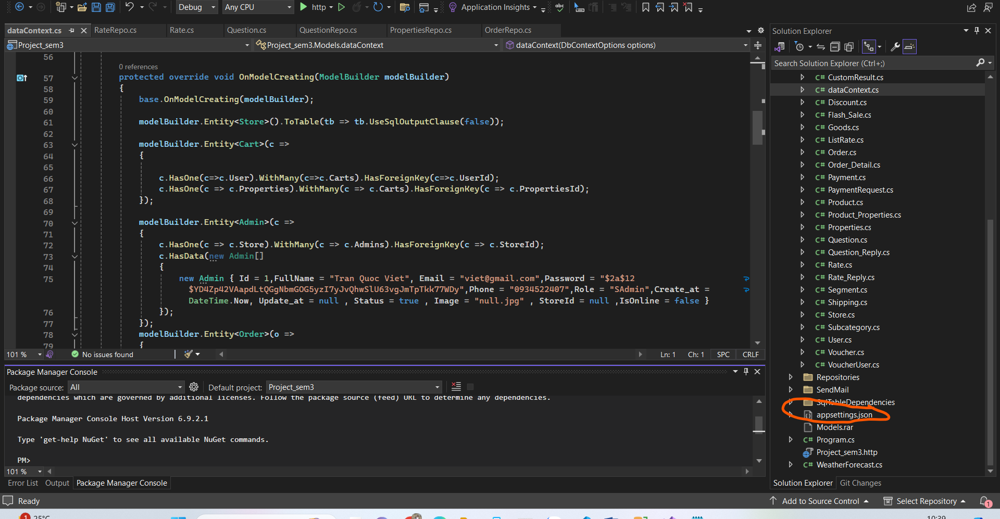 Debug
Any CPU
http
Application Insights
dataContext.cs
RateRepo.cs
Rate.cs
Question.cs
QuestionRepo.cs
PropertiesRepo.cs
OrderRepo.cs
Project_sem3
Project_sem3.Models.dataContext
dataContext(DbContextOptions options)
56
0 references
57 protected override void OnModelCreating(ModelBuilder modelBuilder)
58 {
59 base.OnModelCreating(modelBuilder);
60
61 modelBuilder.Entity<Store>().ToTable(tb => tb.UseSqlOutputClause(false));
62
63 modelBuilder.Entity<Cart>(c =>
64 {
65
66 c.HasOne(c=>c.User).WithMany(c=>c.Carts).HasForeignKey(c=>c.UserId);
67 c.HasOne(c => c.Properties).WithMany(c => c.Carts).HasForeignKey(c => c.PropertiesId);
68 });
69
70 modelBuilder.Entity<Admin>(c =>
71 {
72 c.HasOne(c => c.Store).WithMany(c => c.Admins).HasForeignKey(c => c.StoreId);
73 c.HasData(new Admin[]
74 {
75 new Admin { Id = 1,FullName = "Tran Quoc Viet", Email = "viet@gmail.com",Password = "$2a$12
$YD4Zp42VAapdLtQGgNbmGOG5yzI7yJvQhwSlU63vgJmTpTkk77WDy",Phone = "0934522407",Role = "SAdmin",Create_at =
DateTime.Now, Update_at = null , Status = true , Image = "null.jpg" , StoreId = null ,IsOnline = false }
76 });
77 });
78 modelBuilder.Entity<Order>(o =>
79 {
101 %
No issues found
Ln: 1
Ch: 1
SPC
CRLF
Package Manager Console
Package source: All
Default project: Project_sem3
dependencies which are governed by additional licenses. Follow the package source (feed) URL to determine any dependencies.
Package Manager Console Host Version 6.9.2.1
Type 'get-help NuGet' to see all available NuGet commands.
PM>
101 %
Error List
Output
Package Manager Console
Solution Explorer
Search Solution Explorer (Ctrl+;)
C# CustomResult.cs
C# dataContext.cs
C# Discount.cs
C# Flash_Sale.cs
C# Goods.cs
C# ListRate.cs
C# Order.cs
C# Order_Detail.cs
C# Payment.cs
C# PaymentRequest.cs
C# Product.cs
C# Product_Properties.cs
C# Properties.cs
C# Question.cs
C# Question_Reply.cs
C# Rate.cs
C# Rate_Reply.cs
C# Segment.cs
C# Shipping.cs
C# Store.cs
C# Subcategory.cs
C# User.cs
C# Voucher.cs
C# VoucherUser.cs
Repositories
SendMail
SqlTableDependencies
appsettings.json
Models.rar
C# Program.cs
Project_sem3.http
C# WeatherForecast.cs
Solution Explorer
Git Changes
Ready
Add to Source Control
Select Repository
1
1
25°C
10:39